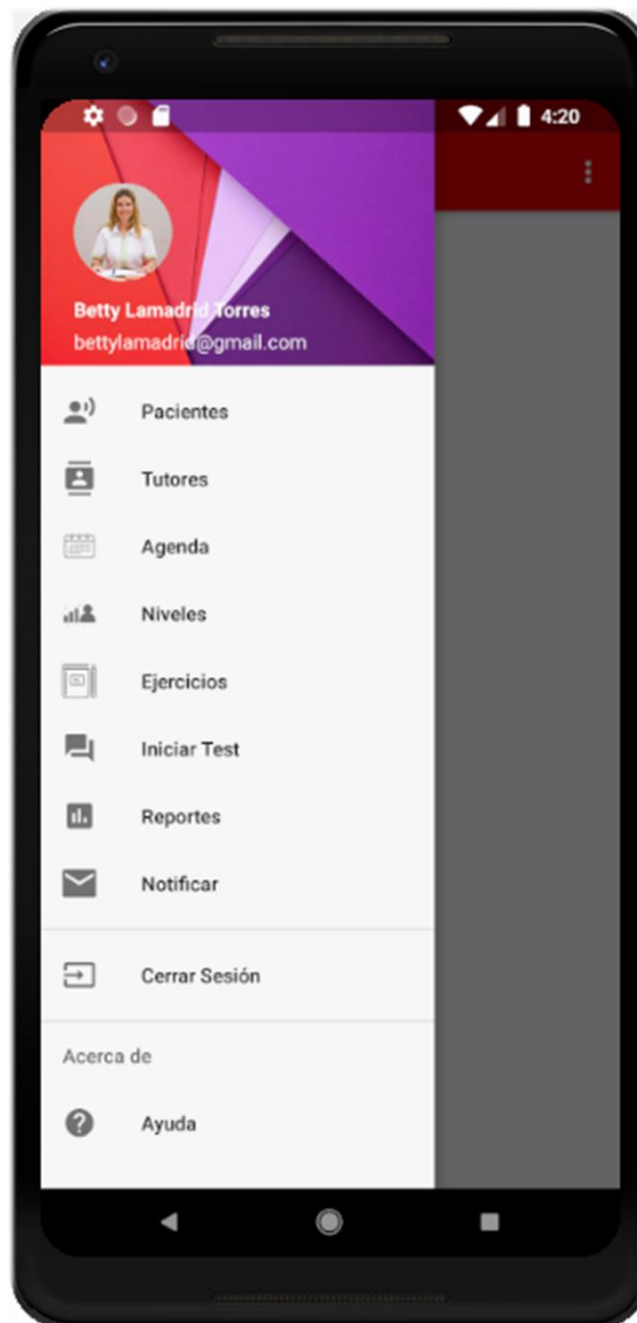 4:20
Betty Lamadrid Torres
bettylamadrid@gmail.com
Pacientes
Tutores
Agenda
Niveles
Ejercicios
Iniciar Test
Reportes
Notificar
Cerrar Sesión
Acerca de
Ayuda